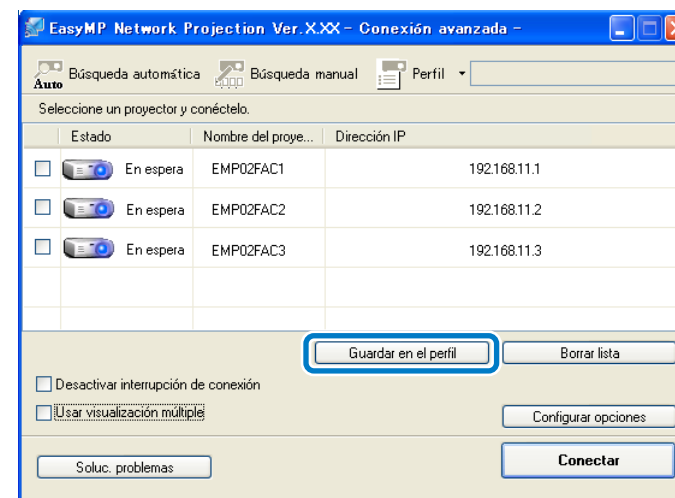 EasyMP Network Projection Ver.X.XX – Conexión avanzada –
Auto Búsqueda automática Búsqueda manual Perfil
Seleccione un proyector y conéctelo.
Estado Nombre del proye... Dirección IP
En espera EMP02FAC1 192.168.11.1
En espera EMP02FAC2 192.168.11.2
En espera EMP02FAC3 192.168.11.3
Guardar en el perfil Borrar lista
Desactivar interrupción de conexión
Usar visualización múltiple
Configurar opciones
Soluc. problemas Conectar